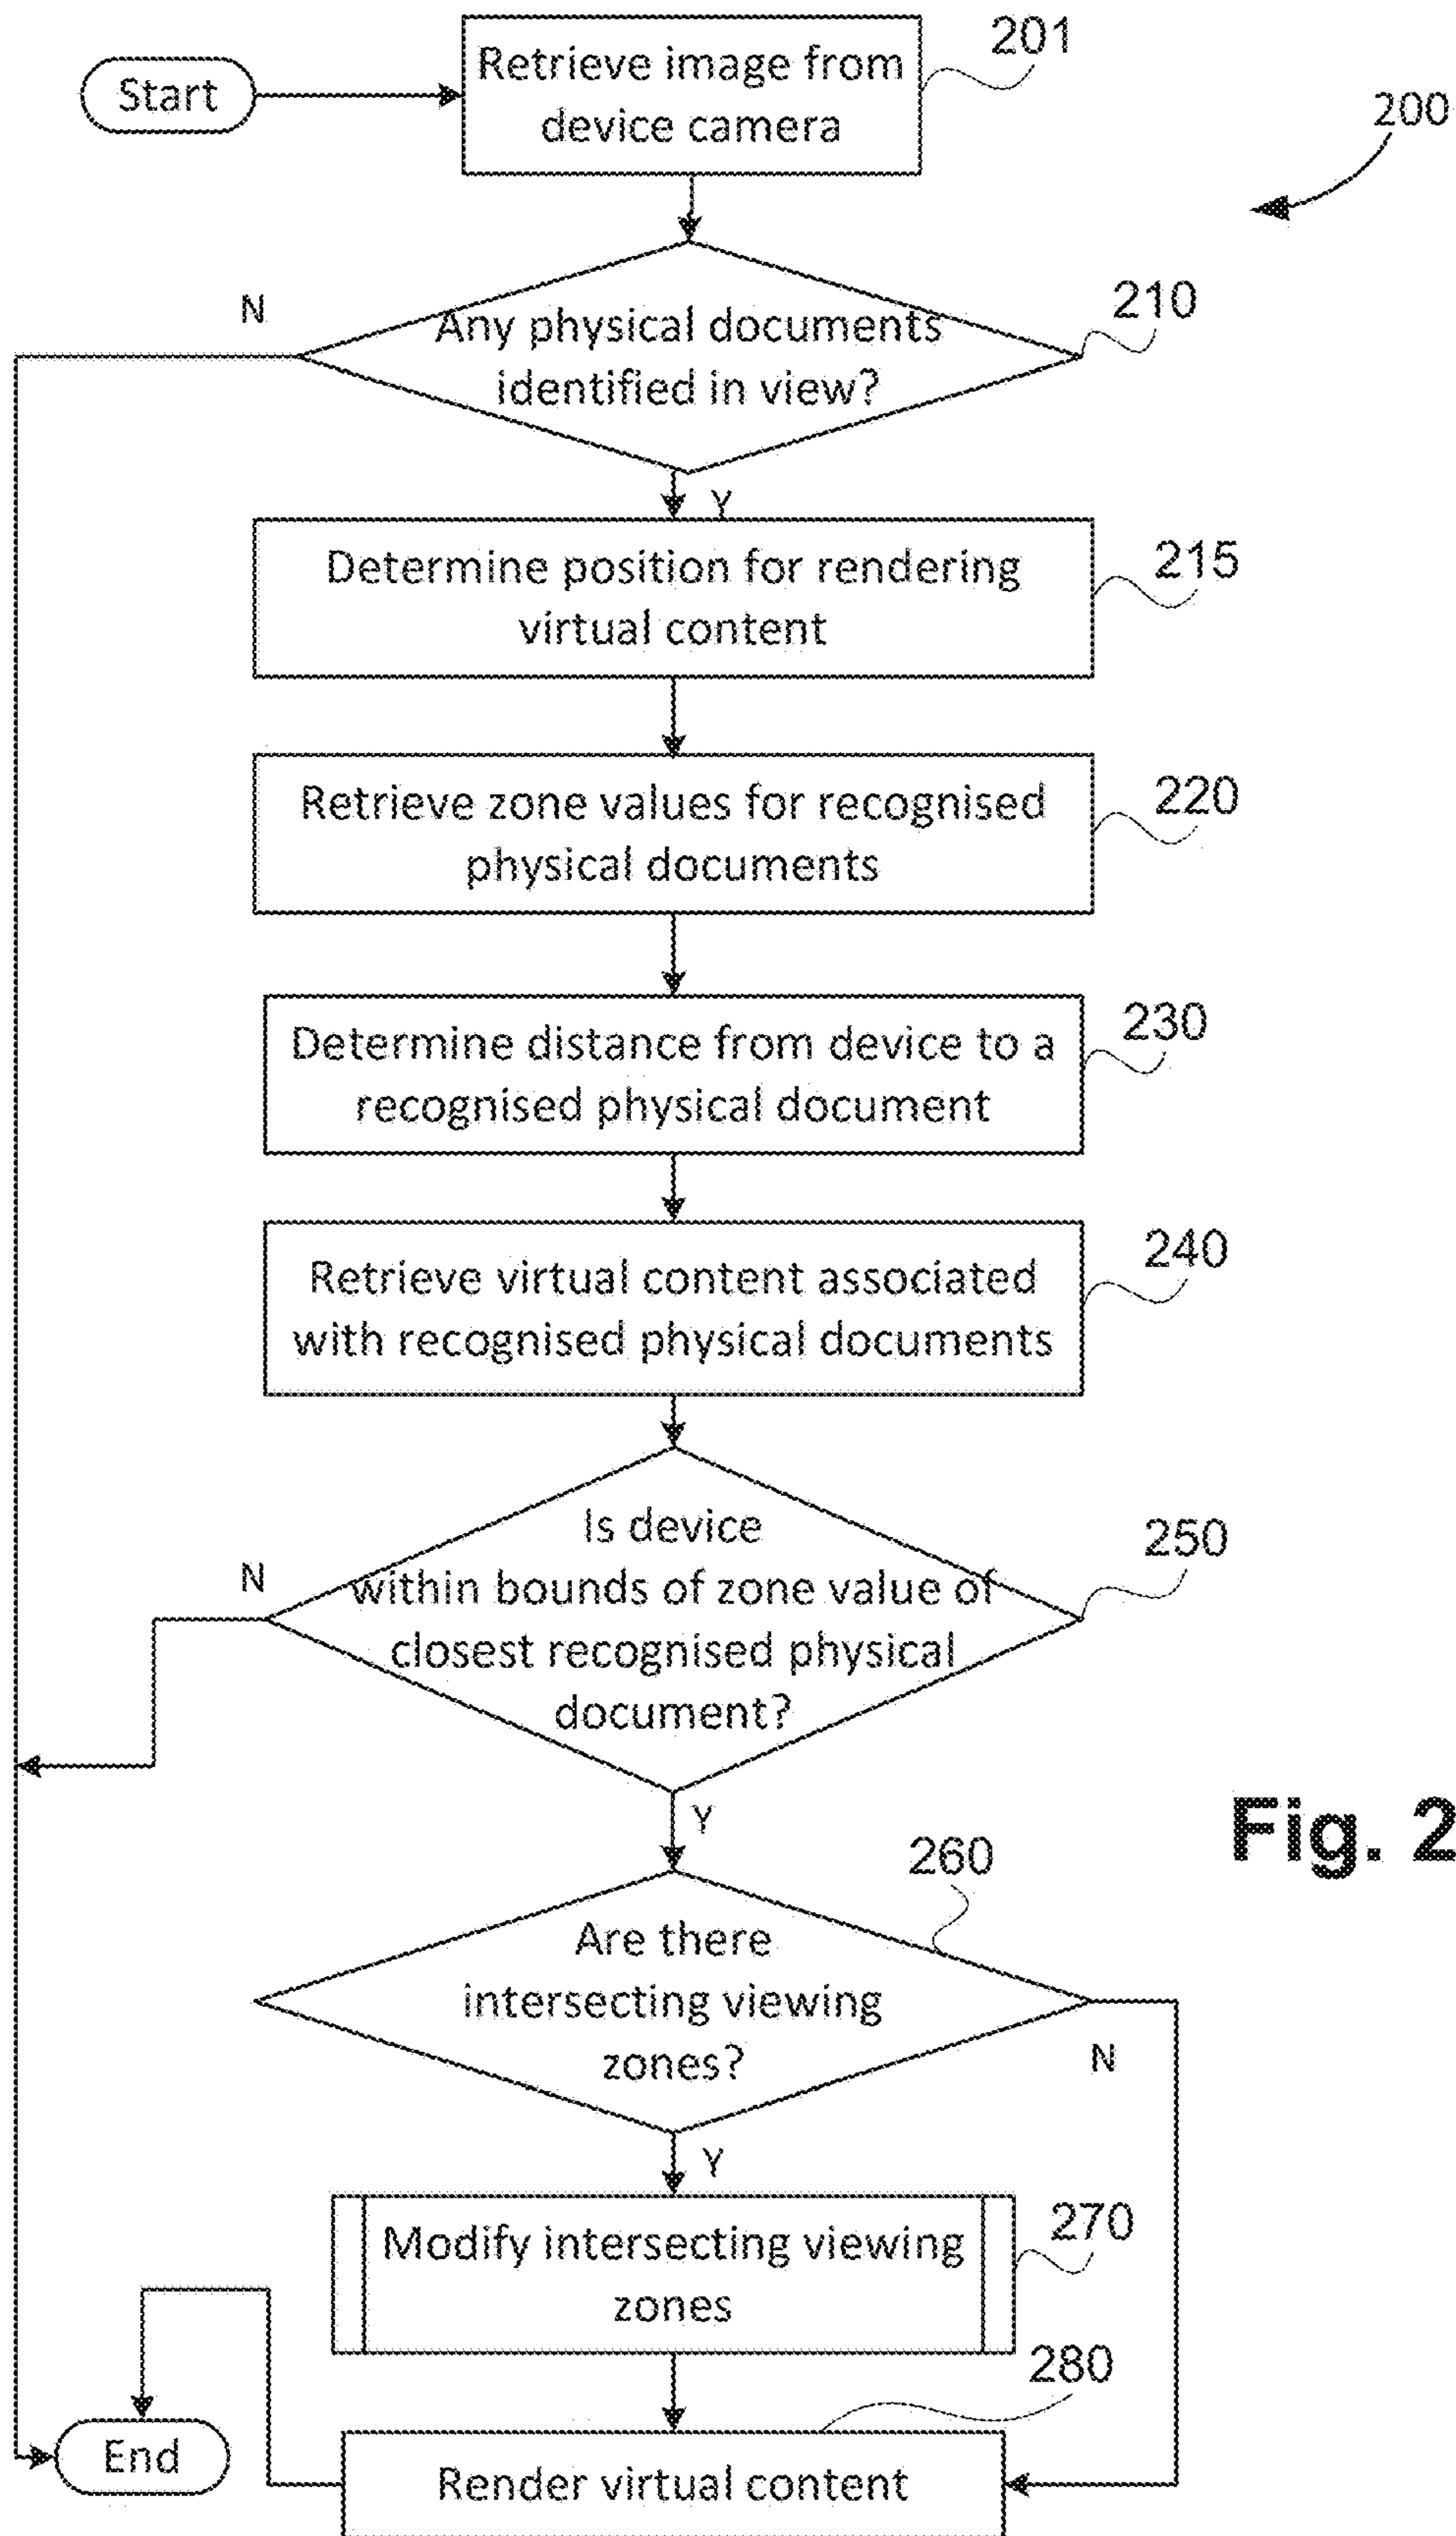 Start
Retrieve image from
device camera
201
200
Any physical documents
identified in view?
N
210
Y
Determine position for rendering
virtual content
215
Retrieve zone values for recognised
physical documents
220
Determine distance from device to a
recognised physical document
230
Retrieve virtual content associated
with recognised physical documents
240
Is device
within bounds of zone value of
closest recognised physical
document?
N
250
Y
Fig. 2
260
Are there
intersecting viewing
zones?
N
Y
Modify intersecting viewing
zones
270
280
End
Render virtual content